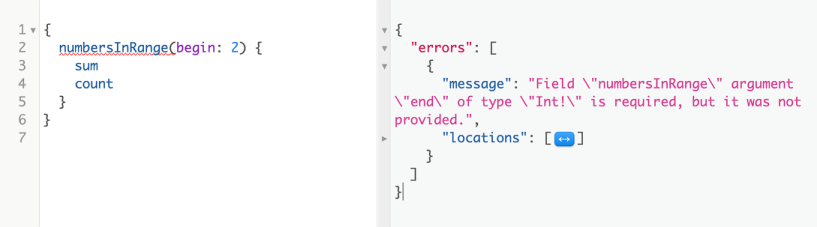 1 {
2 numbersInRange(begin: 2) {
3 sum
4 count
5 }
6 }
7
{
"errors": [
{
"message": "Field \"numbersInRange\" argument
\"end\" of type \"Int!\" is required, but it was not
provided.",
"locations": [↔]
}
]
}